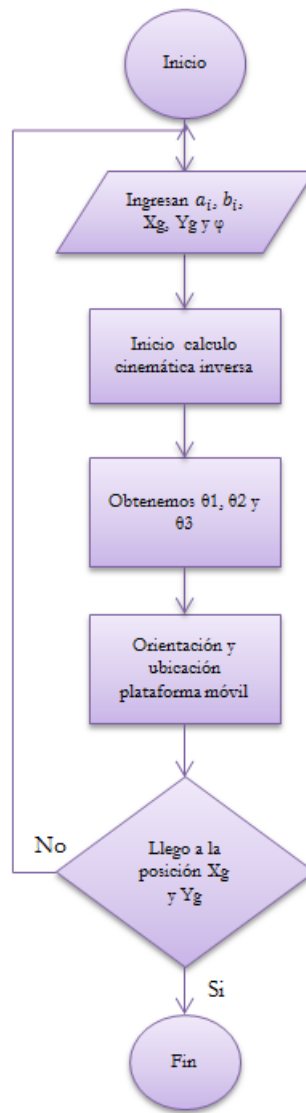 Inicio
Ingresan aᵢ, bᵢ,
Xg, Yg y φ
Inicio calculo
cinemática inversa
Obtenemos θ1, θ2 y
θ3
Orientación y
ubicación
plataforma móvil
No
Llego a la
posición Xg
y Yg
Si
Fin